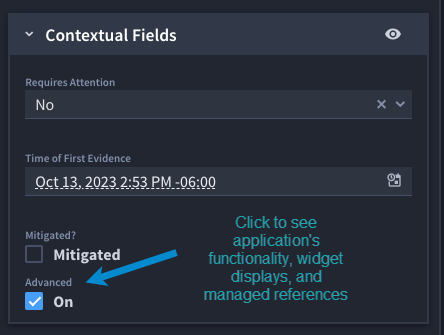 Contextual Fields
Requires Attention
No
Time of First Evidence
Oct 13, 2023 2:53 PM -06:00
Mitigated?
Mitigated
Advanced
On
Click to see
application's
functionality, widget
displays, and
managed references